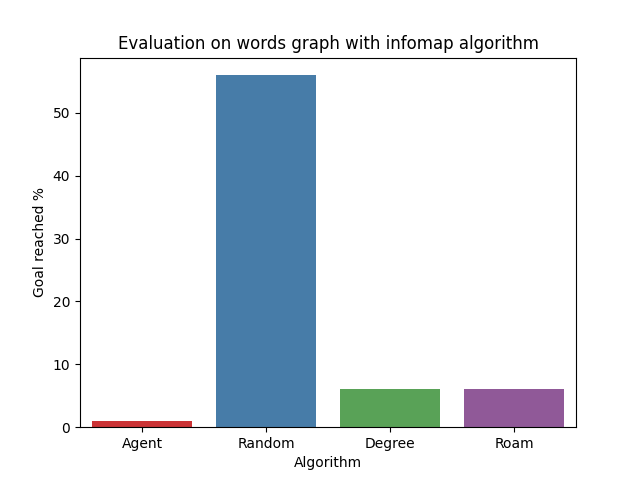 Evaluation on words graph with infomap algorithm
50
40
30
20
10
0
Goal reached %
Agent Random Degree Roam
Algorithm